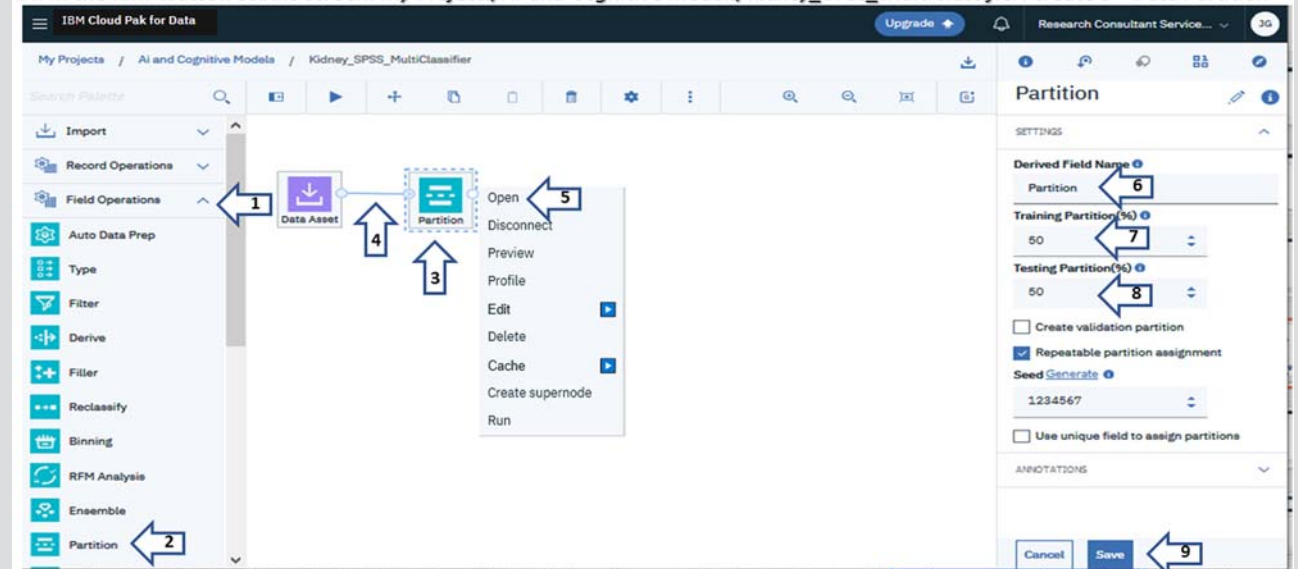 IBM Cloud Pak for Data
Upgrade
Research Consultant Service...
JG
My Projects / Ai and Cognitive Models / Kidney_SPSS_MultiClassifier
Search Palette
Import
Record Operations
Field Operations
1
Auto Data Prep
Type
Filter
Derive
Filler
Reclassify
Binning
RFM Analysis
Ensemble
Partition
2
Data Asset
4
Partition
3
Open
5
Disconnect
Preview
Profile
Edit
Delete
Cache
Create supernode
Run
Partition
SETTINGS
Derived Field Name
Partition
6
Training Partition(%)
50
7
Testing Partition(%)
50
8
Create validation partition
Repeatable partition assignment
Seed Generate
1234567
Use unique field to assign partitions
ANNOTATIONS
Cancel
Save
9